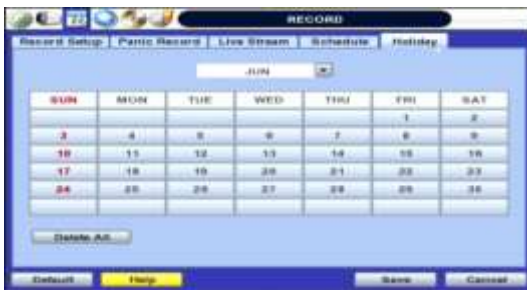 RECORD
Record Setup Panic Record Live Stream Schedule Holiday
JUN
SUN MON TUE WED THU FRI SAT
1 2
3 4 5 6 7 8 9
10 11 12 13 14 15 16
17 18 19 20 21 22 23
24 25 26 27 28 29 30
Delete All
Default Help Save Cancel